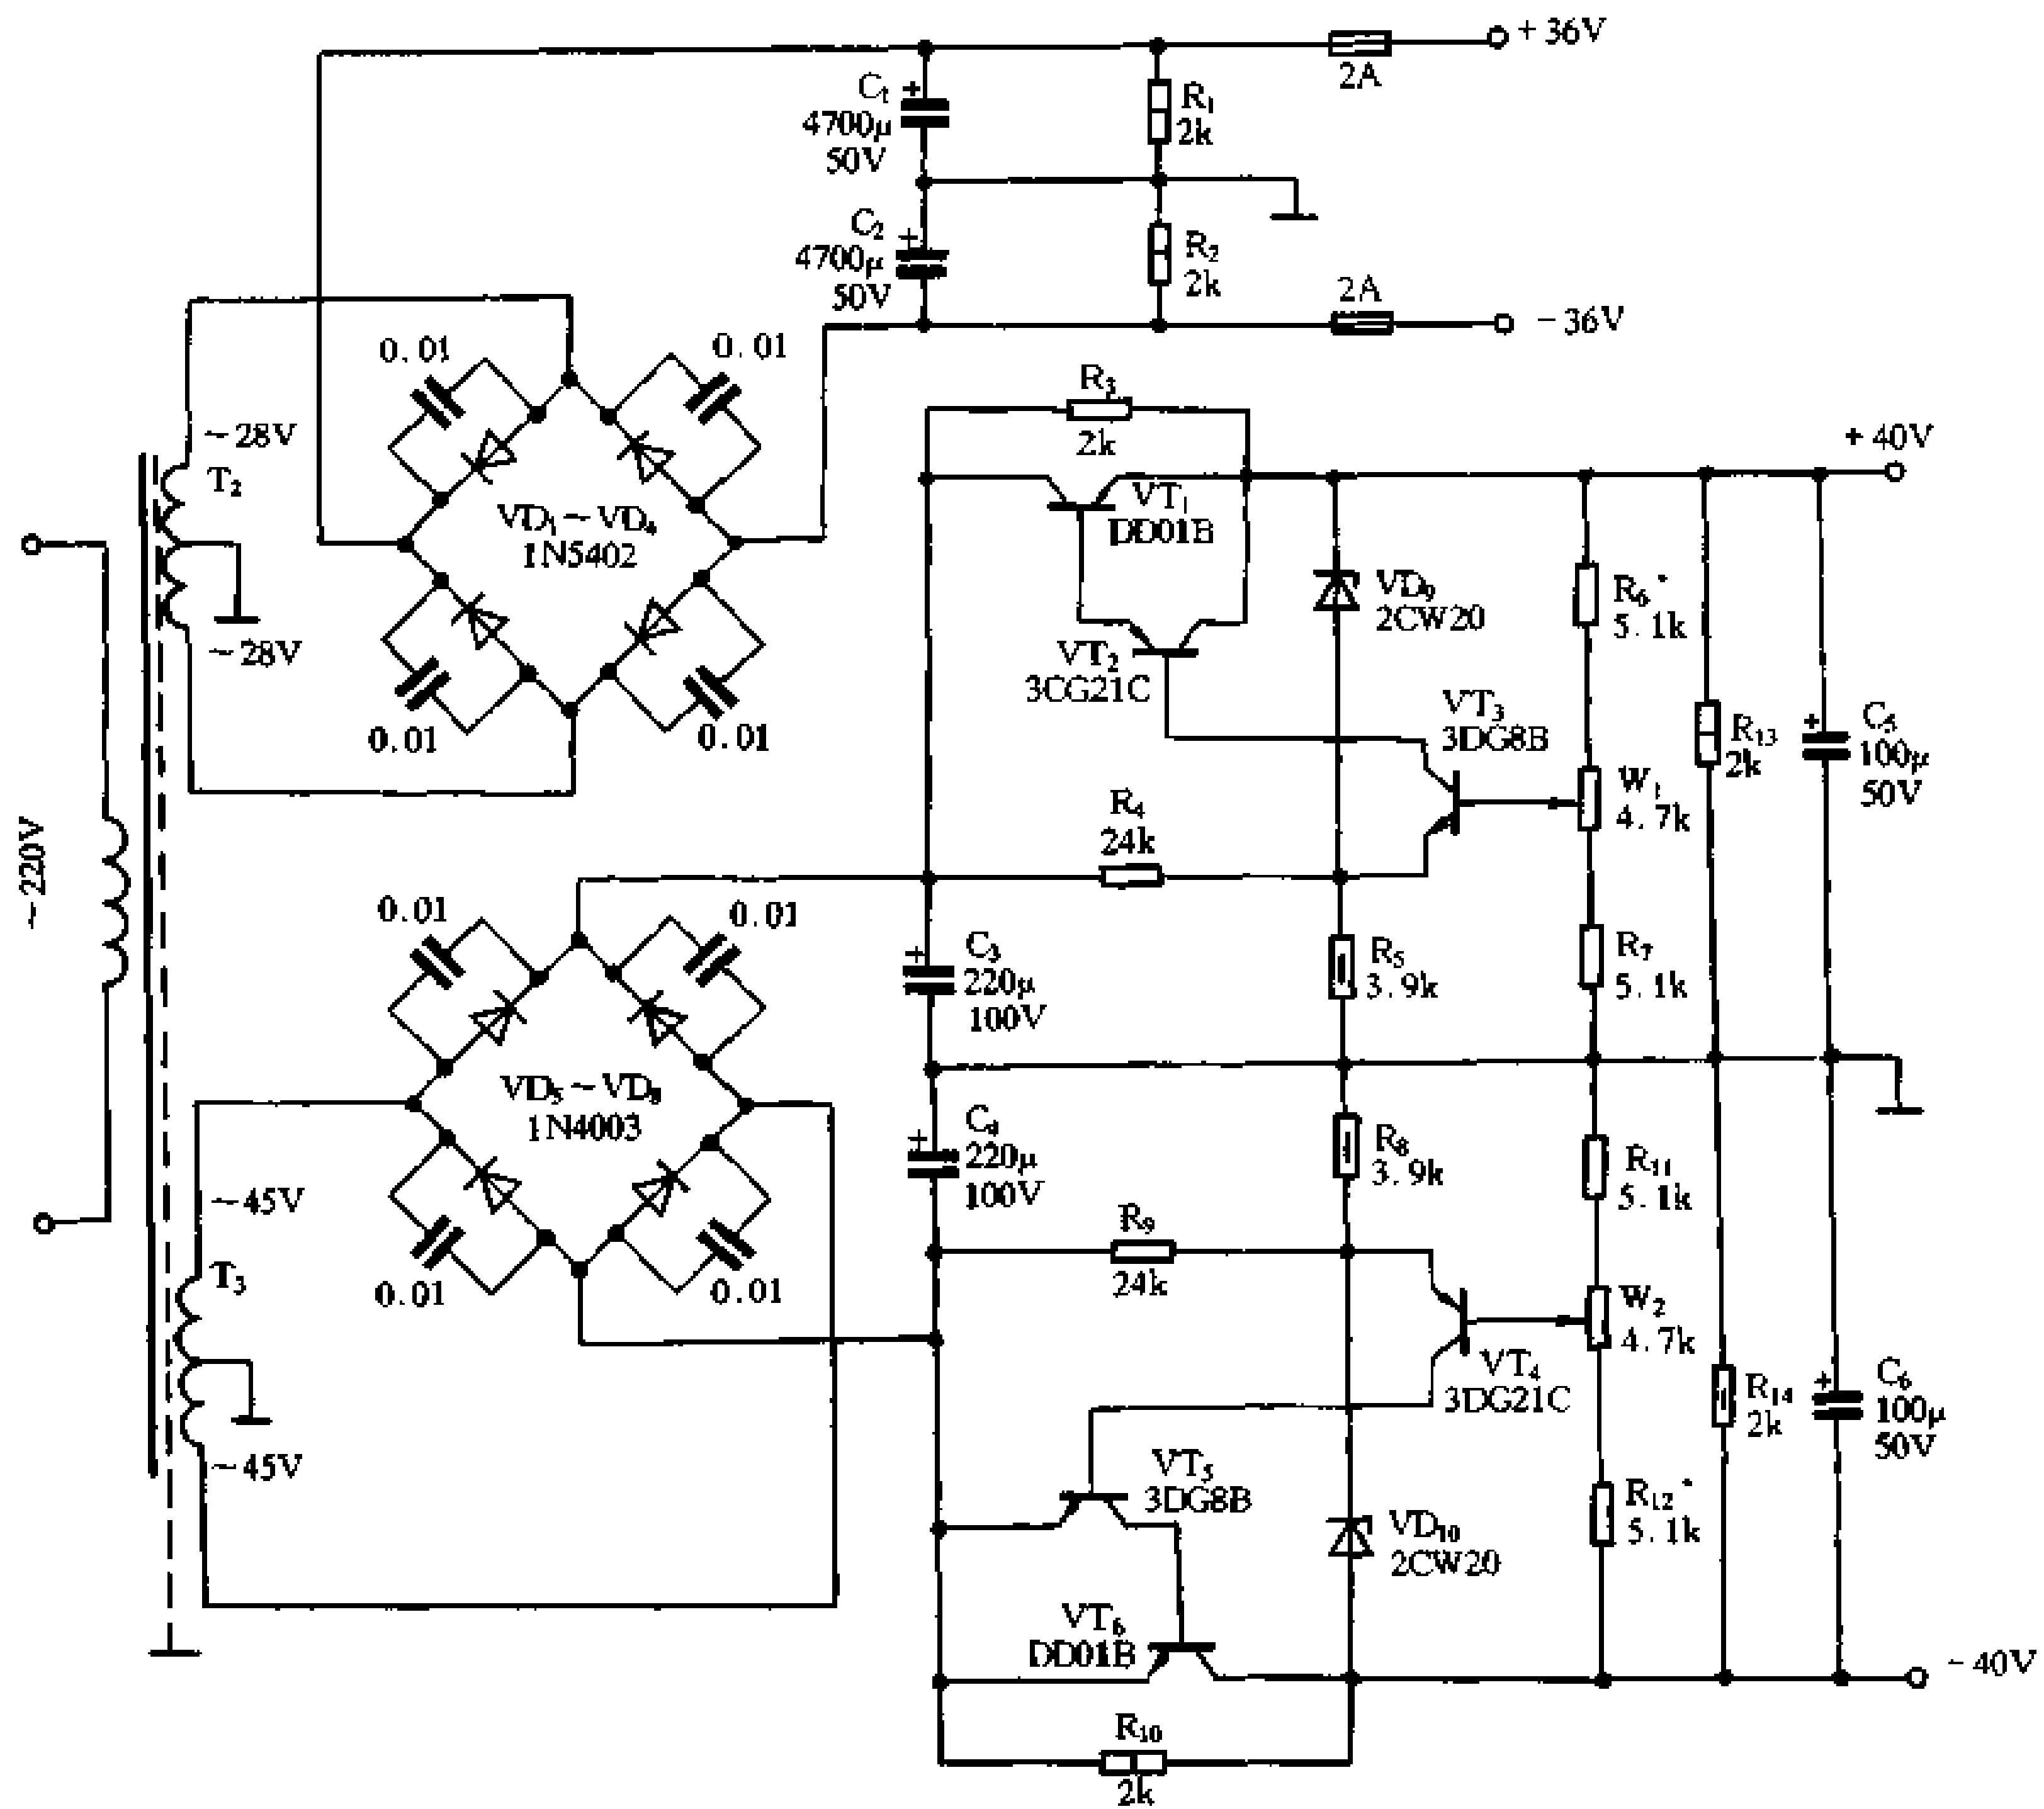 +36V
2A
C₁
4700μ
50V
+
R₁
2k
C₂
4700μ
50V
+
R₂
2k
2A
-36V
0.01
0.01
R₃
2k
+40V
~28V
T₂
VD₁~VD₄
1N5402
VT₁
DD01B
VD₉
2CW20
R₆*
5.1k
~28V
VT₂
3CG21C
VT₃
3DG8B
0.01
0.01
R₁₃
2k
+
C₅
100μ
50V
W₁
4.7k
R₄
24k
~220V
0.01
0.01
+
C₃
220μ
100V
R₅
3.9k
R₇
5.1k
VD₅~VD₈
1N4003
+
C₄
220μ
100V
R₈
3.9k
R₁₁
5.1k
~45V
T₃
0.01
0.01
R₉
24k
W₂
4.7k
VT₄
3DG21C
R₁₄
2k
+
C₆
100μ
50V
~45V
VT₅
3DG8B
VD₁₀
2CW20
R₁₂*
5.1k
VT₆
DD01B
-40V
R₁₀
2k